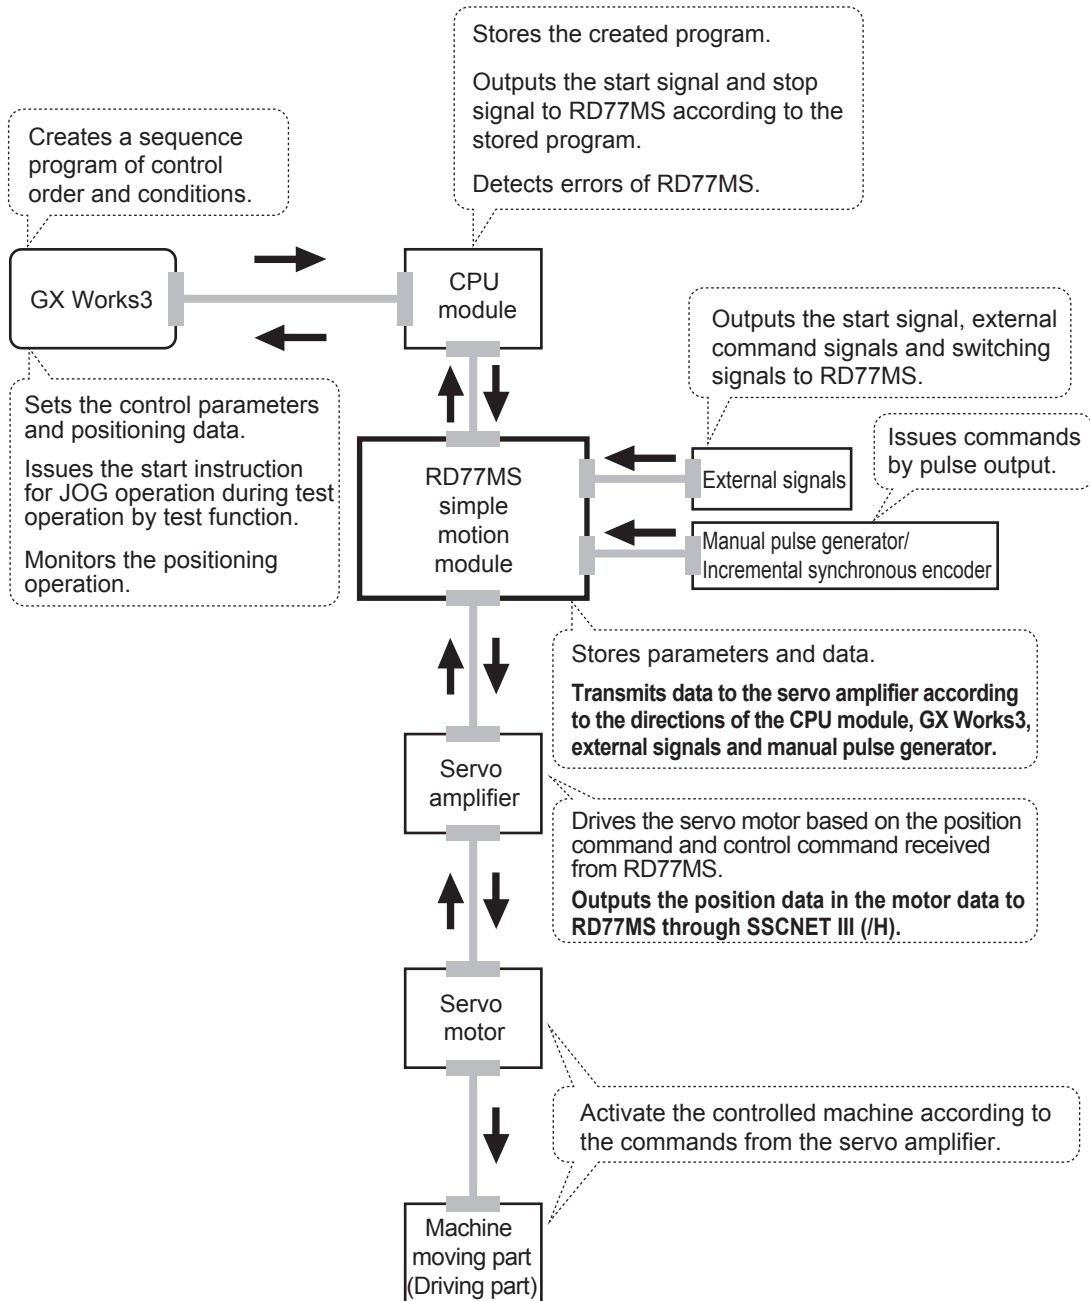 Stores the created program.
Outputs the start signal and stop
signal to RD77MS according to the
stored program.
Detects errors of RD77MS.
Creates a sequence
program of control
order and conditions.
GX Works3
CPU
module
Outputs the start signal, external
command signals and switching
signals to RD77MS.
Sets the control parameters
and positioning data.
Issues the start instruction
for JOG operation during test
operation by test function.
Monitors the positioning
operation.
Issues commands
by pulse output.
RD77MS
simple
motion
module
External signals
Manual pulse generator/
Incremental synchronous encoder
Stores parameters and data.
Transmits data to the servo amplifier according
to the directions of the CPU module, GX Works3,
external signals and manual pulse generator.
Servo
amplifier
Drives the servo motor based on the position
command and control command received
from RD77MS.
Outputs the position data in the motor data to
RD77MS through SSCNET III (/H).
Servo
motor
Activate the controlled machine according to
the commands from the servo amplifier.
Machine
moving part
(Driving part)